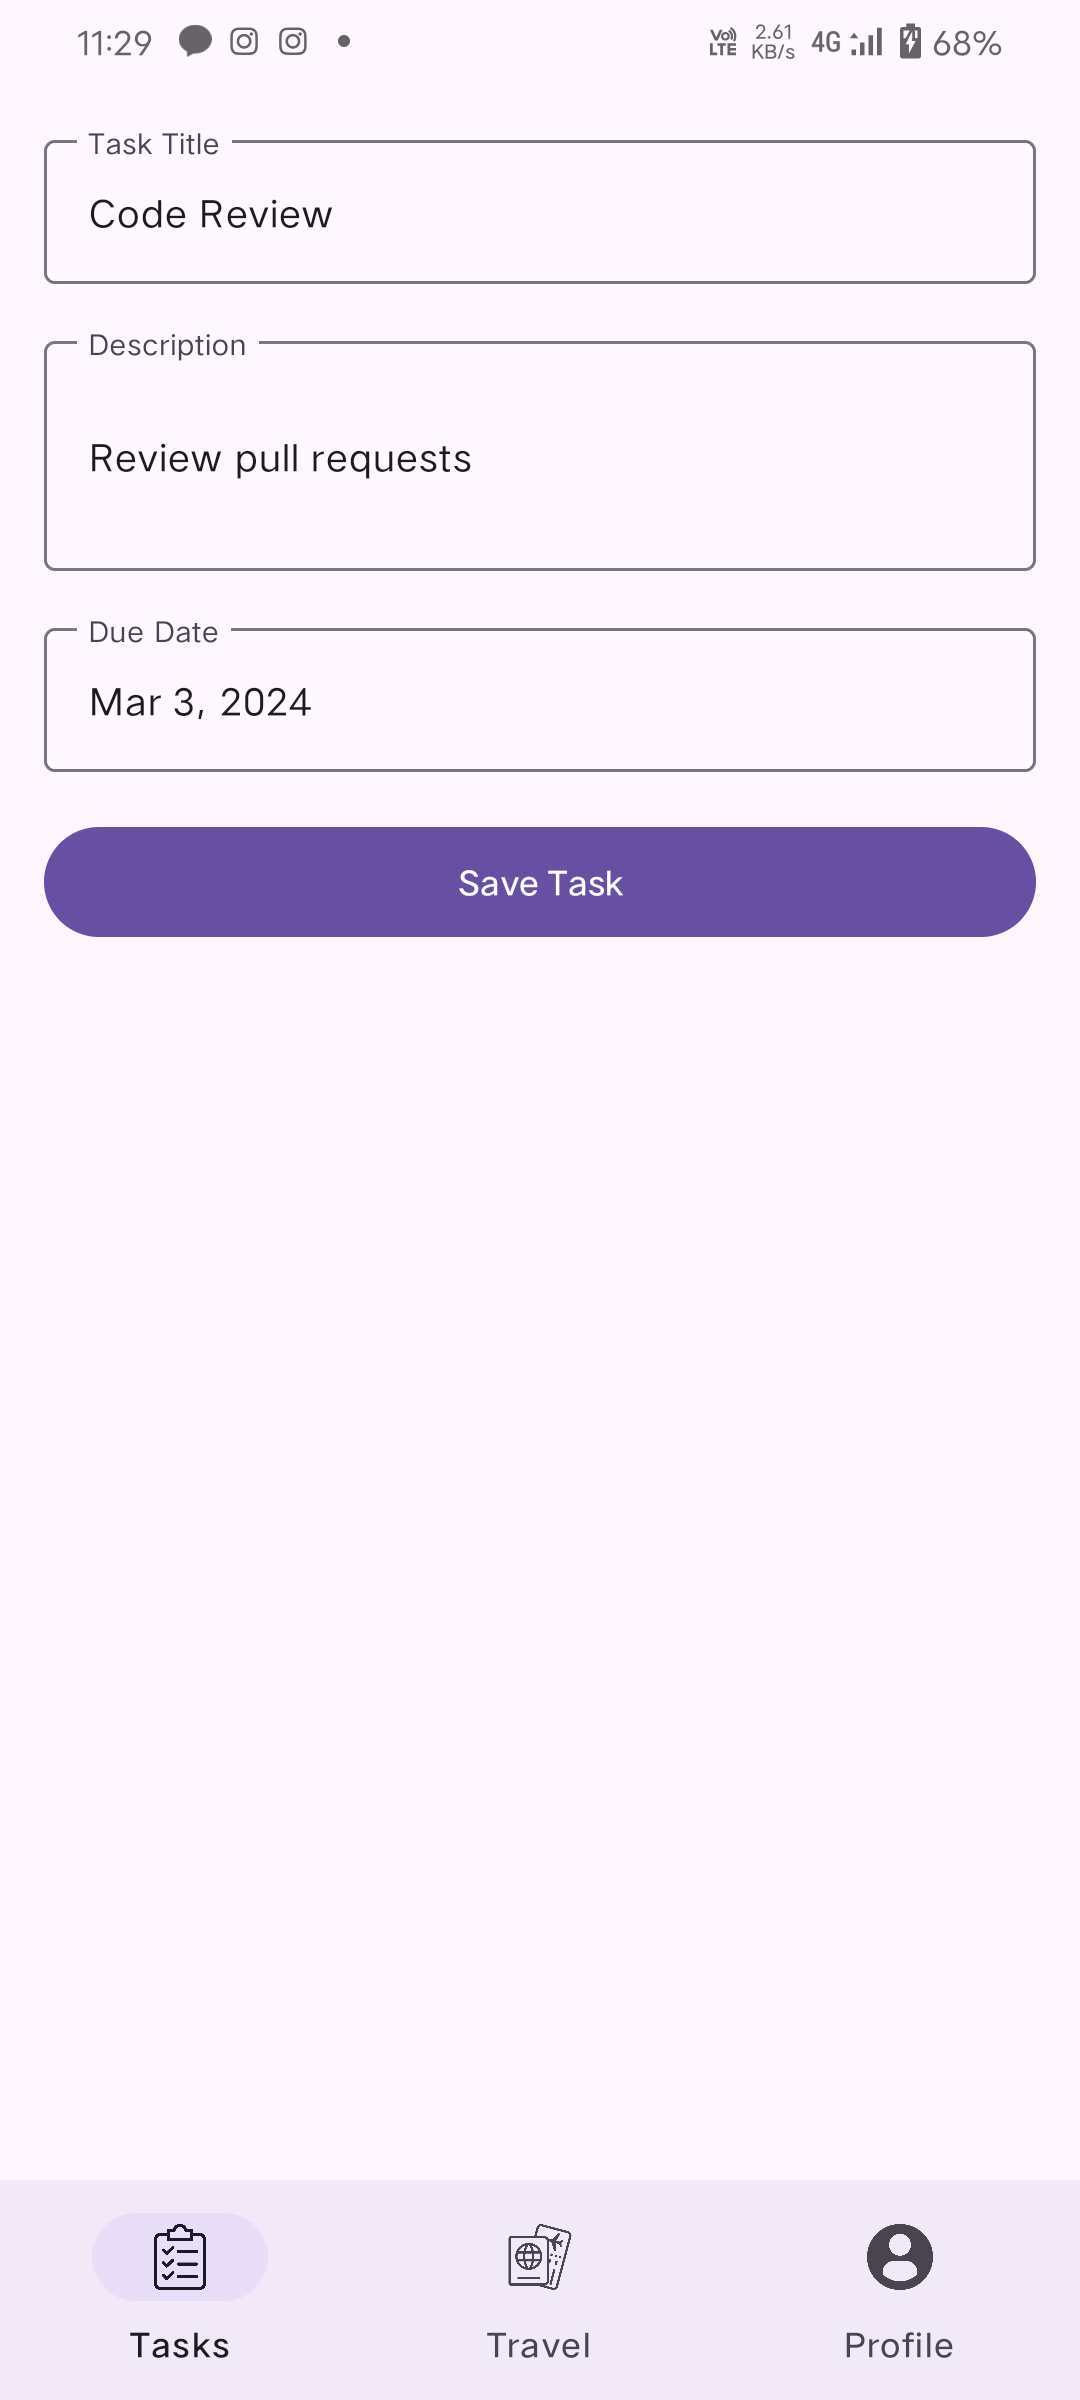 11:29 Vo)) LTE 2.61 KB/s 4G 68%
Task Title
Code Review
Description
Review pull requests
Due Date
Mar 3, 2024
Save Task
Tasks Travel Profile